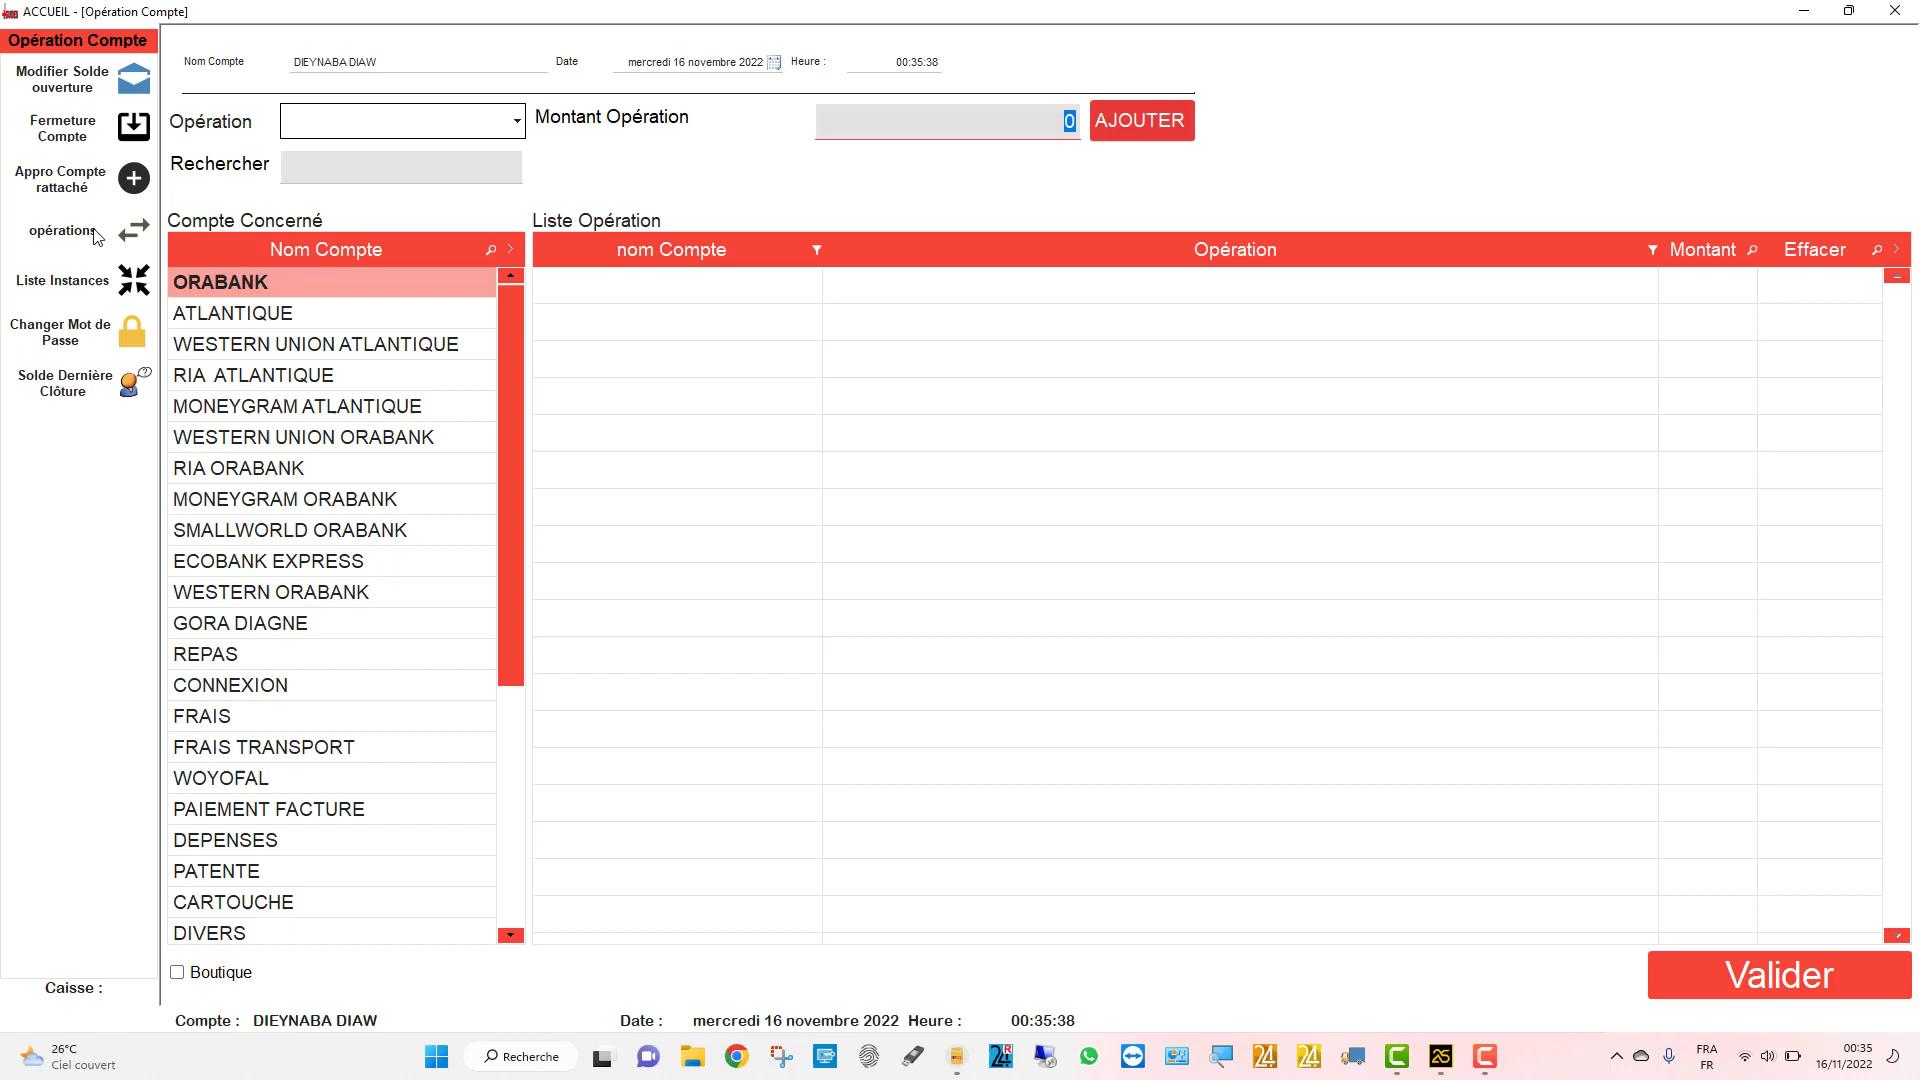 ACCUEIL - [Opération Compte]
Opération Compte
Modifier Solde
ouverture
Fermeture
Compte
Appro Compte
rattaché
opérations
Liste Instances
Changer Mot de
Passe
Solde Dernière
Clôture
Caisse :
Nom Compte DIEYNABA DIAW Date mercredi 16 novembre 2022 Heure : 00:35:38
Opération Montant Opération 0 AJOUTER
Rechercher
Compte Concerné
Nom Compte
ORABANK
ATLANTIQUE
WESTERN UNION ATLANTIQUE
RIA ATLANTIQUE
MONEYGRAM ATLANTIQUE
WESTERN UNION ORABANK
RIA ORABANK
MONEYGRAM ORABANK
SMALLWORLD ORABANK
ECOBANK EXPRESS
WESTERN ORABANK
GORA DIAGNE
REPAS
CONNEXION
FRAIS
FRAIS TRANSPORT
WOYOFAL
PAIEMENT FACTURE
DEPENSES
PATENTE
CARTOUCHE
DIVERS
Liste Opération
nom Compte Opération Montant Effacer
Boutique
Valider
Compte : DIEYNABA DIAW Date : mercredi 16 novembre 2022 Heure : 00:35:38
26°C
Ciel couvert
Recherche
FRA
FR
00:35
16/11/2022